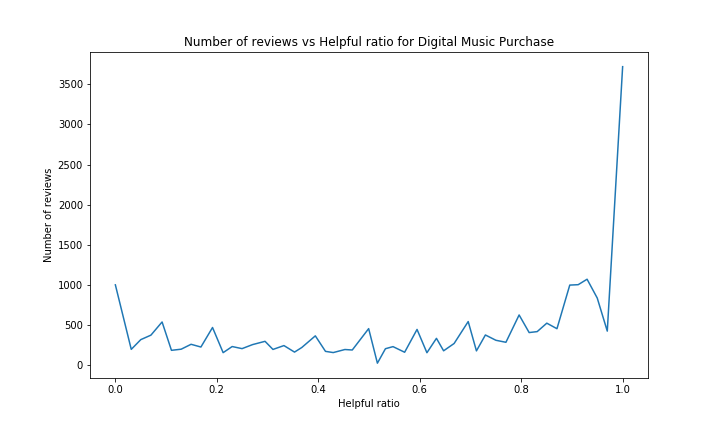 Number of reviews vs Helpful ratio for Digital Music Purchase
3500
3000
2500
2000
1500
1000
500
0
Number of reviews
0.0 0.2 0.4 0.6 0.8 1.0
Helpful ratio